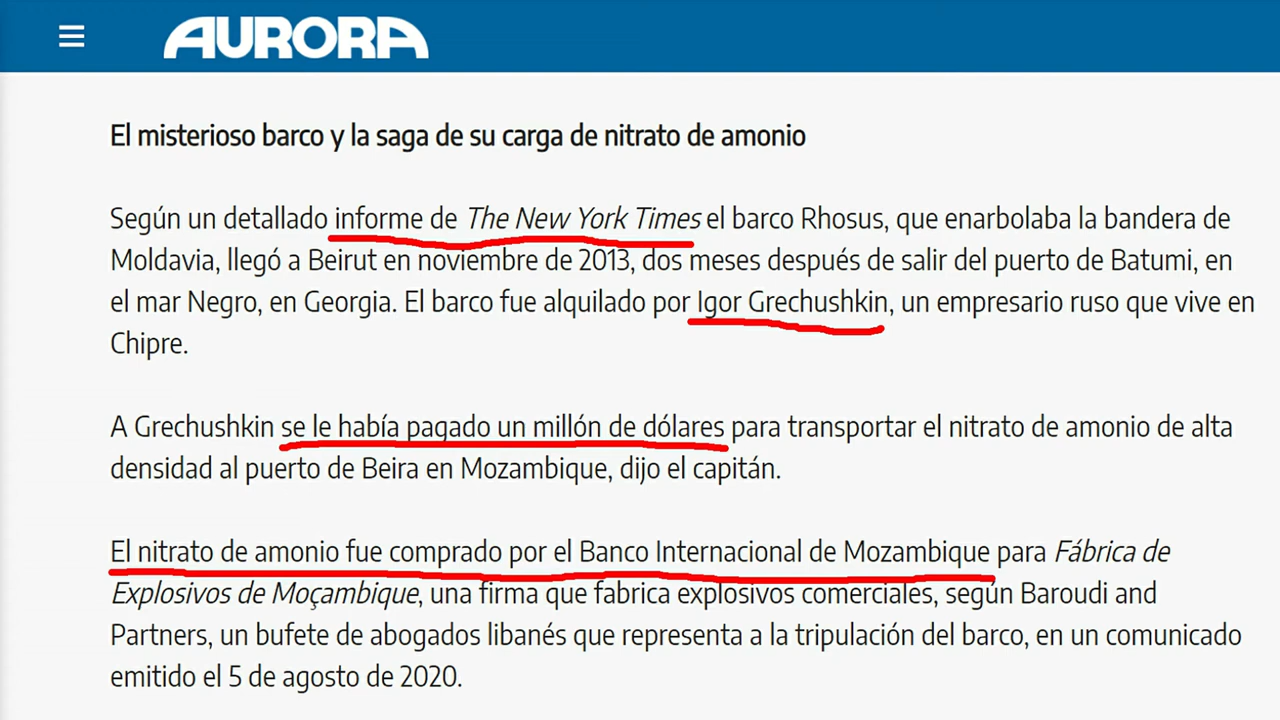 AURORA
El misterioso barco y la saga de su carga de nitrato de amonio
Según un detallado informe de The New York Times el barco Rhosus, que enarbolaba la bandera de
Moldavia, llegó a Beirut en noviembre de 2013, dos meses después de salir del puerto de Batumi, en
el mar Negro, en Georgia. El barco fue alquilado por Igor Grechushkin, un empresario ruso que vive en
Chipre.
A Grechushkin se le había pagado un millón de dólares para transportar el nitrato de amonio de alta
densidad al puerto de Beira en Mozambique, dijo el capitán.
El nitrato de amonio fue comprado por el Banco Internacional de Mozambique para Fábrica de
Explosivos de Moçambique, una firma que fabrica explosivos comerciales, según Baroudi and
Partners, un bufete de abogados libanés que representa a la tripulación del barco, en un comunicado
emitido el 5 de agosto de 2020.